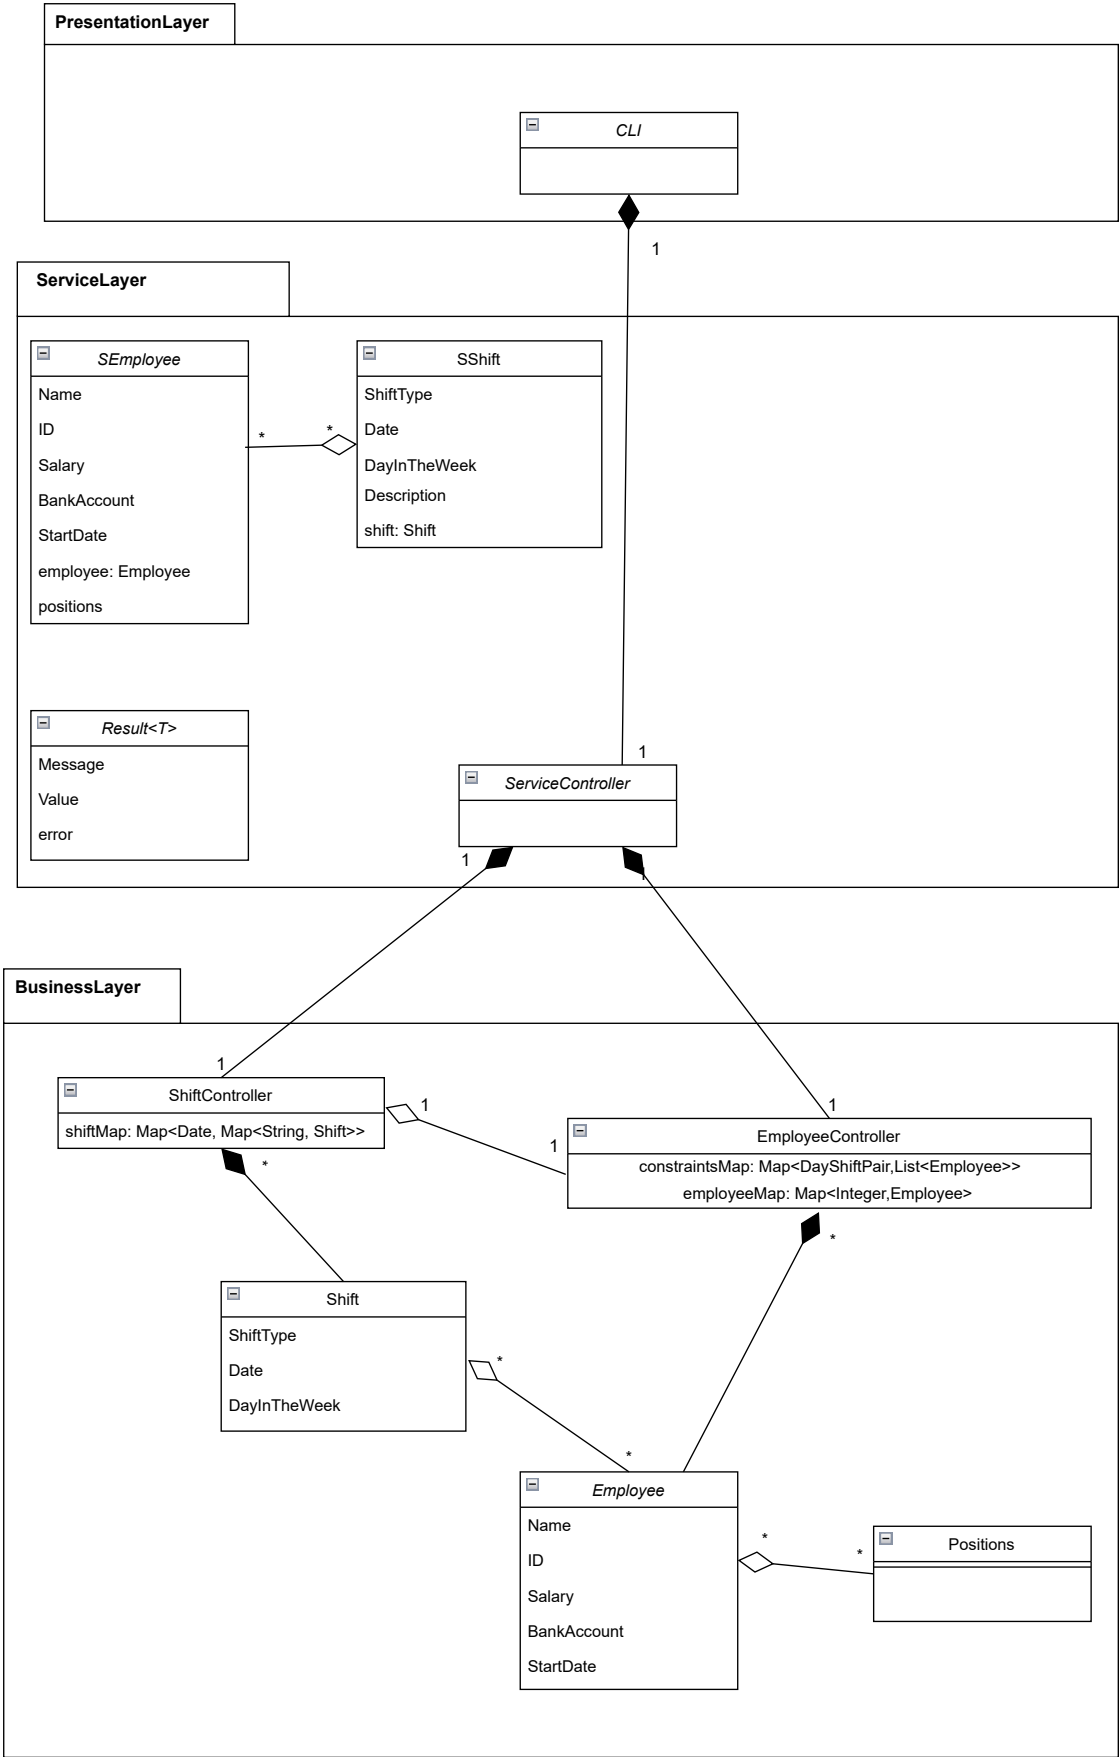 PresentationLayer
CLI
1
ServiceLayer
SEmployee
Name
ID
Salary
BankAccount
StartDate
employee: Employee
positions
*
*
SShift
ShiftType
Date
DayInTheWeek
Description
shift: Shift
Result<T>
Message
Value
error
1
ServiceController
1
1
BusinessLayer
1
ShiftController
shiftMap: Map<Date, Map<String, Shift>>
1
1
1
EmployeeController
constraintsMap: Map<DayShiftPair,List<Employee>>
employeeMap: Map<Integer,Employee>
*
*
Shift
ShiftType
Date
DayInTheWeek
*
*
Employee
Name
ID
Salary
BankAccount
StartDate
*
*
Positions